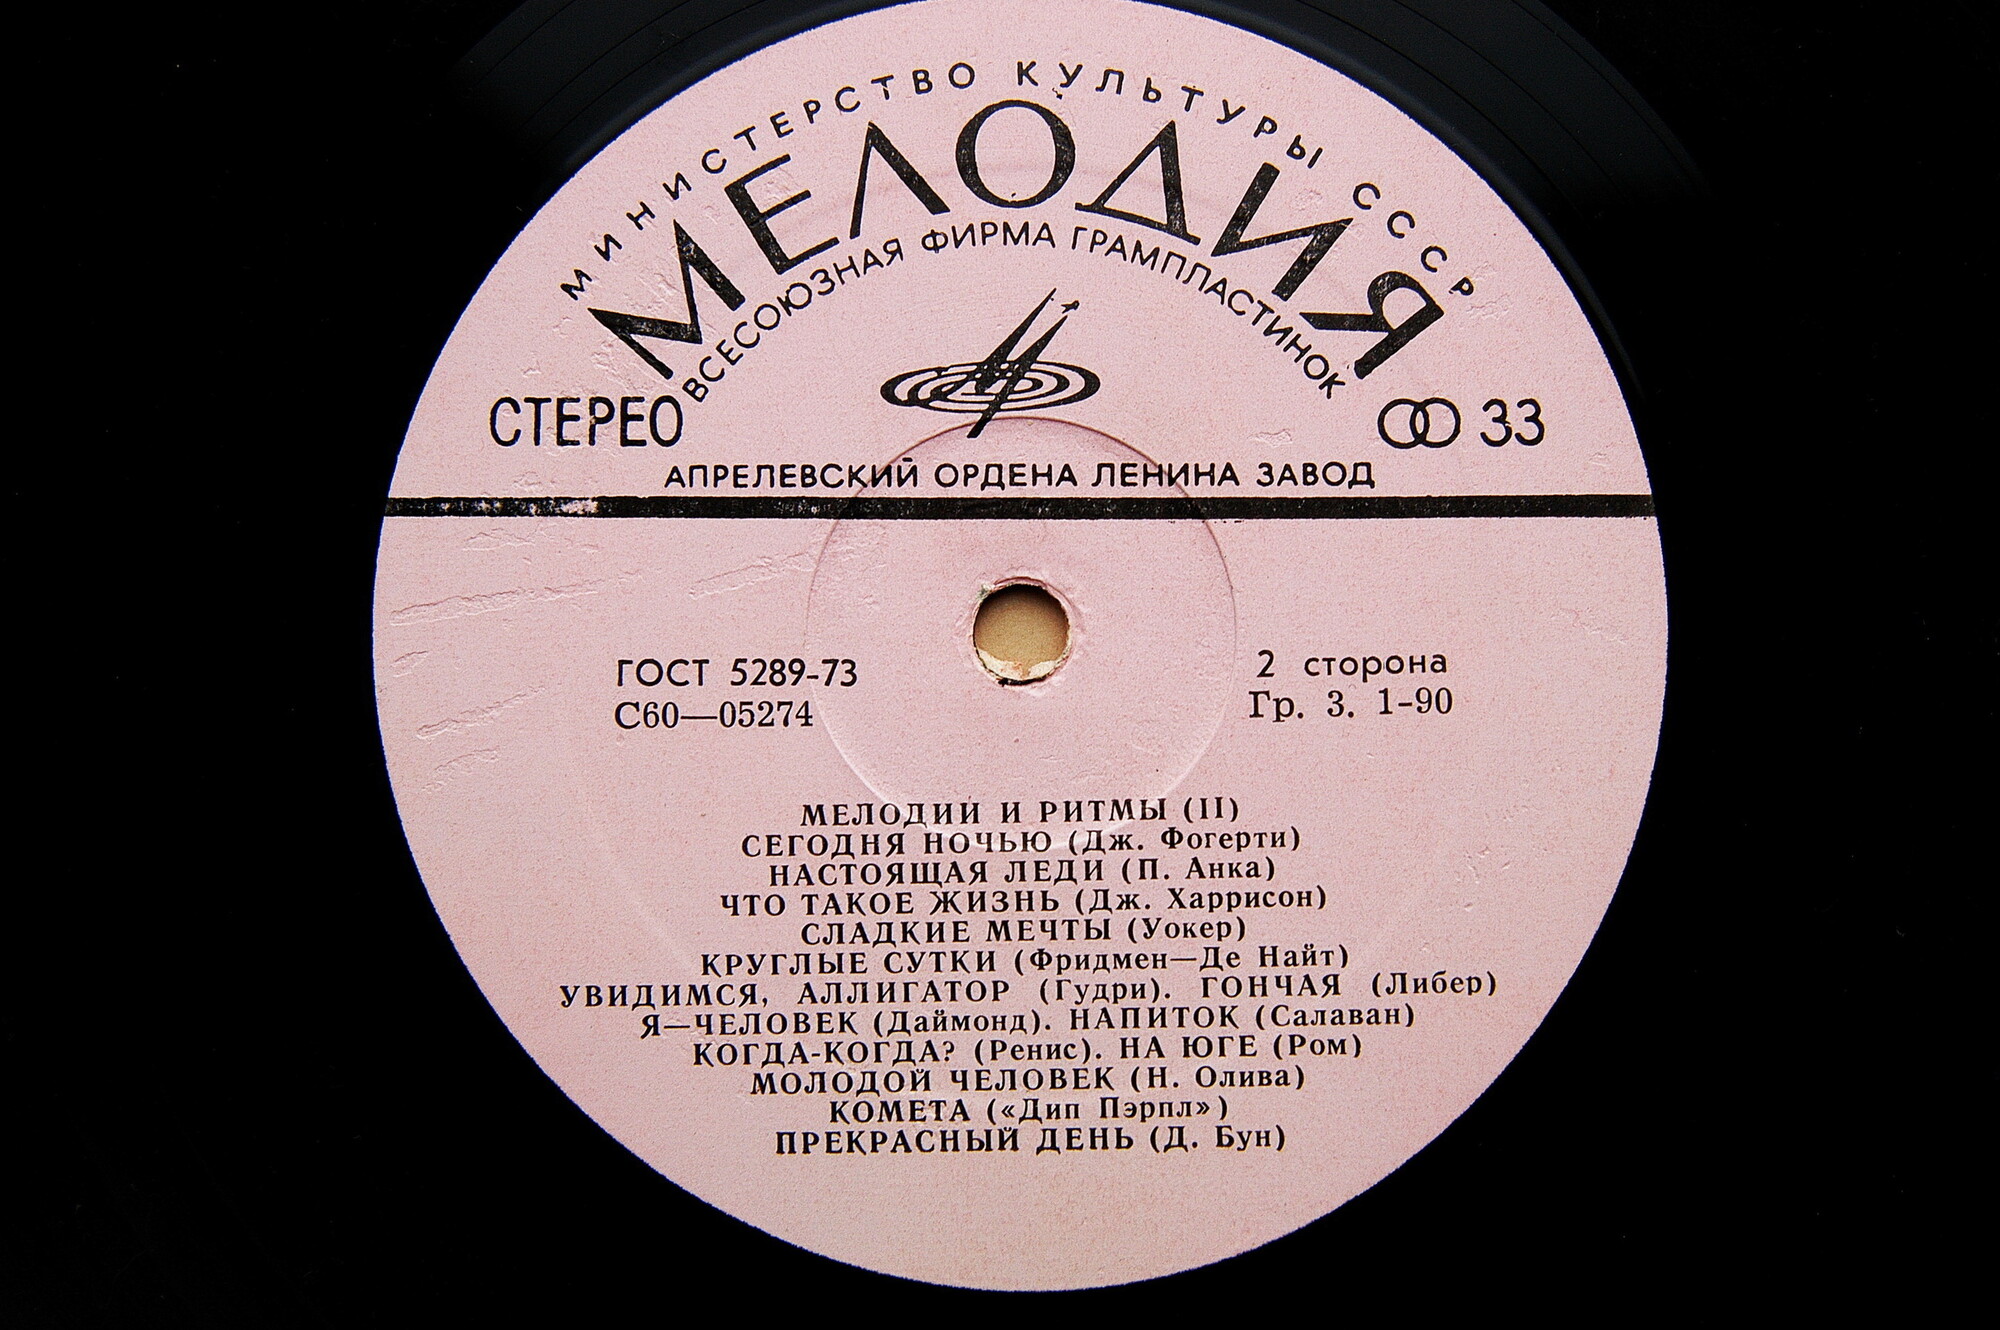 МИНИСТЕРСТВО КУЛЬТУРЫ СССР
МЕЛОДИЯ
ВСЕСОЮЗНАЯ ФИРМА ГРАМПЛАСТИНОК
СТЕРЕО 33
АПРЕЛЕВСКИЙ ОРДЕНА ЛЕНИНА ЗАВОД
ГОСТ 5289-73
С60—05274
2 сторона
Гр. 3. 1-90
МЕЛОДИИ И РИТМЫ (II)
СЕГОДНЯ НОЧЬЮ (Дж. Фогерти)
НАСТОЯЩАЯ ЛЕДИ (П. Анка)
ЧТО ТАКОЕ ЖИЗНЬ (Дж. Харрисон)
СЛАДКИЕ МЕЧТЫ (Уокер)
КРУГЛЫЕ СУТКИ (Фридмен—Де Найт)
УВИДИМСЯ, АЛЛИГАТОР (Гудри). ГОНЧАЯ (Либер)
Я—ЧЕЛОВЕК (Даймонд). НАПИТОК (Салаван)
КОГДА-КОГДА? (Ренис). НА ЮГЕ (Ром)
МОЛОДОЙ ЧЕЛОВЕК (Н. Олива)
КОМЕТА («Дип Пэрпл»)
ПРЕКРАСНЫЙ ДЕНЬ (Д. Бун)